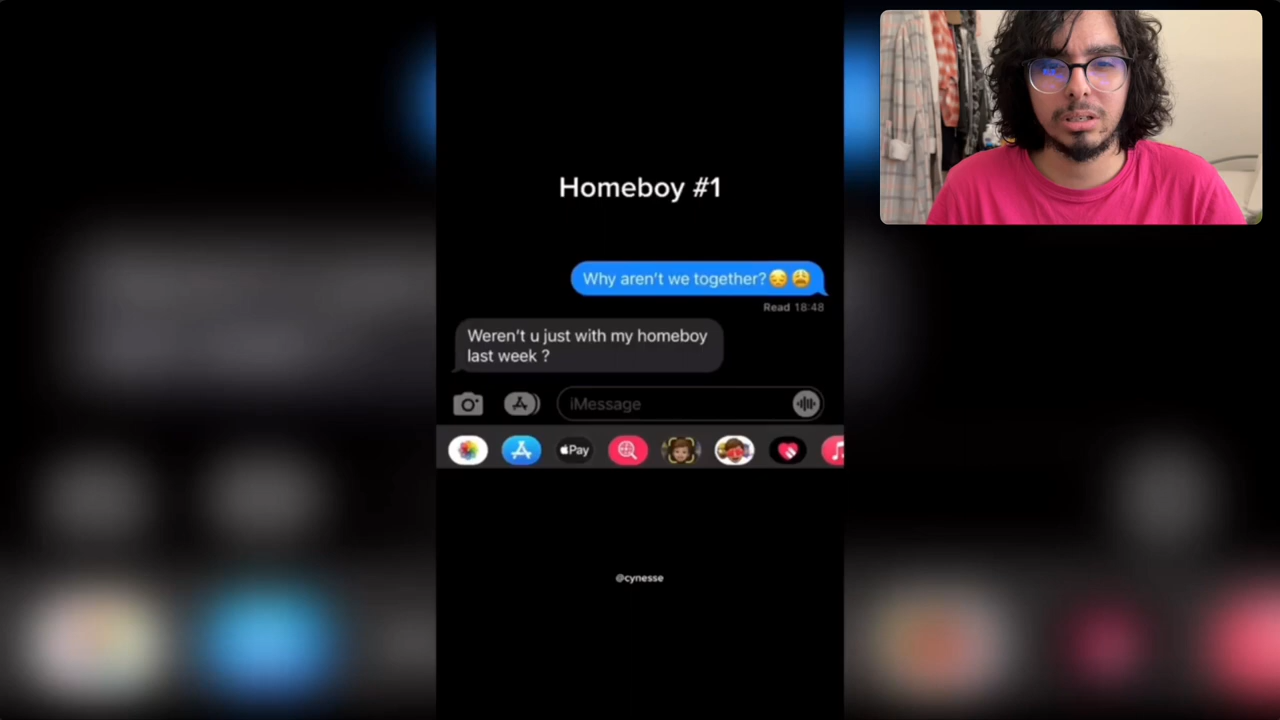 Homeboy #1
Why aren't we together?😔😩
Read 18:48
Weren't u just with my homeboy
last week ?
iMessage
Pay
@cynesse